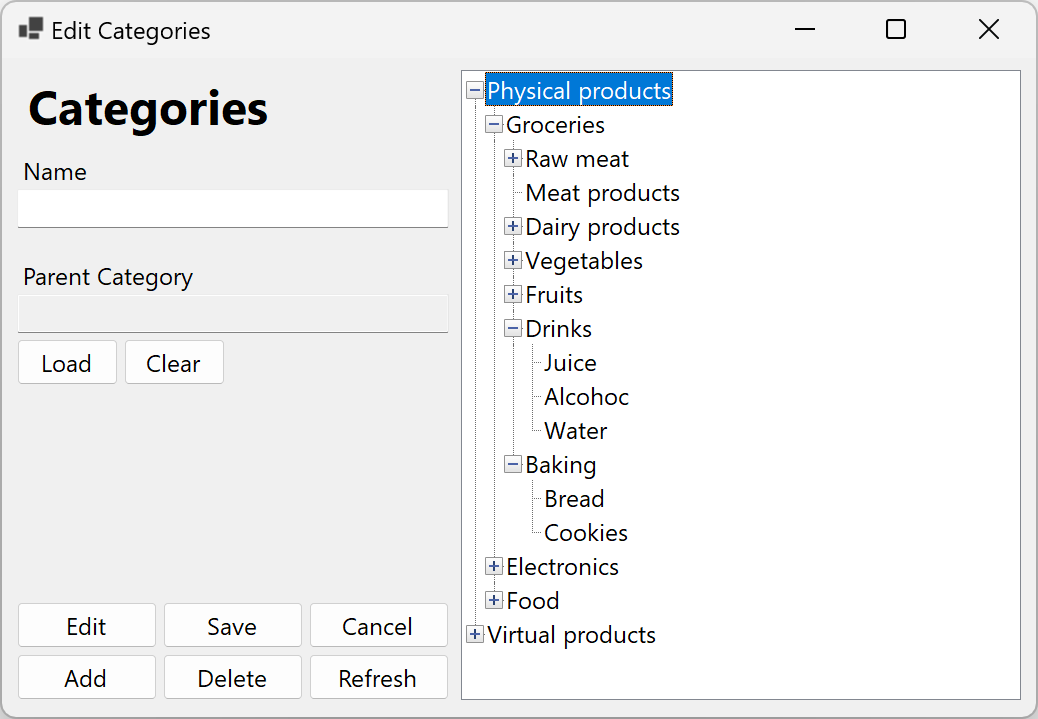 Edit Categories
Categories
Name
Parent Category
Load
Clear
Edit
Save
Cancel
Add
Delete
Refresh
Physical products
Groceries
Raw meat
Meat products
Dairy products
Vegetables
Fruits
Drinks
Juice
Alcohoc
Water
Baking
Bread
Cookies
Electronics
Food
Virtual products